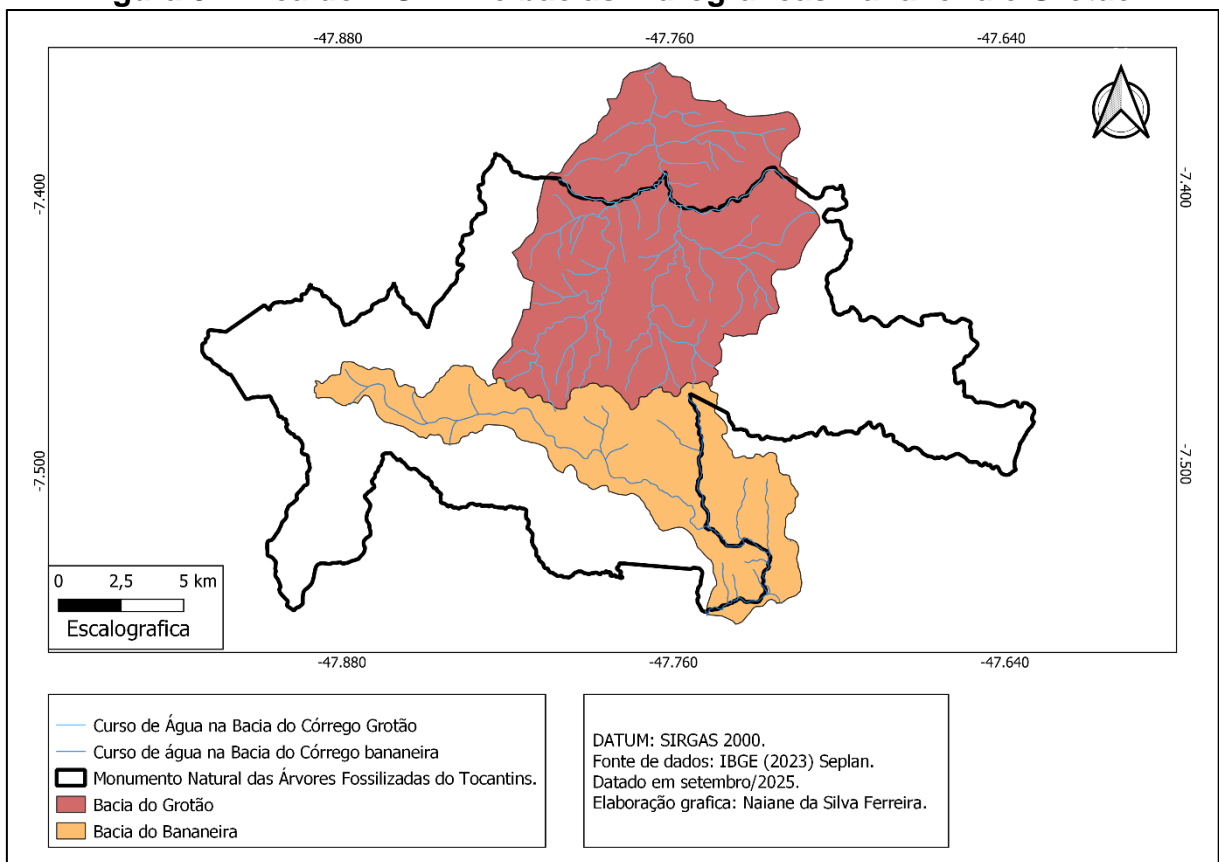 -47.880 -47.760 -47.640
-7.400 -7.400
-7.500 -7.500
0 2,5 5 km
Escalografica
-47.880 -47.760 -47.640
Curso de Água na Bacia do Córrego Grotão
Curso de água na Bacia do Córrego bananeira
Monumento Natural das Árvores Fossilizadas do Tocantins.
Bacia do Grotão
Bacia do Bananeira
DATUM: SIRGAS 2000.
Fonte de dados: IBGE (2023) Seplan.
Datado em setembro/2025.
Elaboração grafica: Naiane da Silva Ferreira.